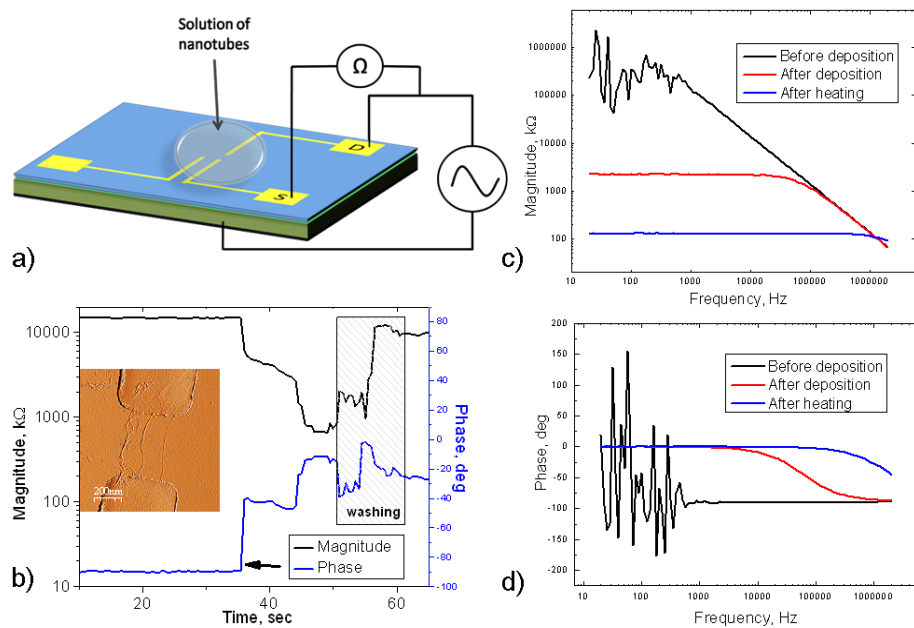 Solution of
nanotubes
Ω
D
S
a)
Magnitude, kΩ
10000
1000
100
10
80
60
40
20
0
-20
-40
-60
-80
-100
Phase, deg
200nm
washing
Magnitude
Phase
20
40
60
Time, sec
b)
Magnitude, kΩ
1000000
100000
10000
1000
100
Before deposition
After deposition
After heating
10
100
1000
10000
100000
1000000
Frequency, Hz
c)
Phase, deg
200
150
100
50
0
-50
-100
-150
-200
Before deposition
After deposition
After heating
10
100
1000
10000
100000
1000000
Frequency, Hz
d)